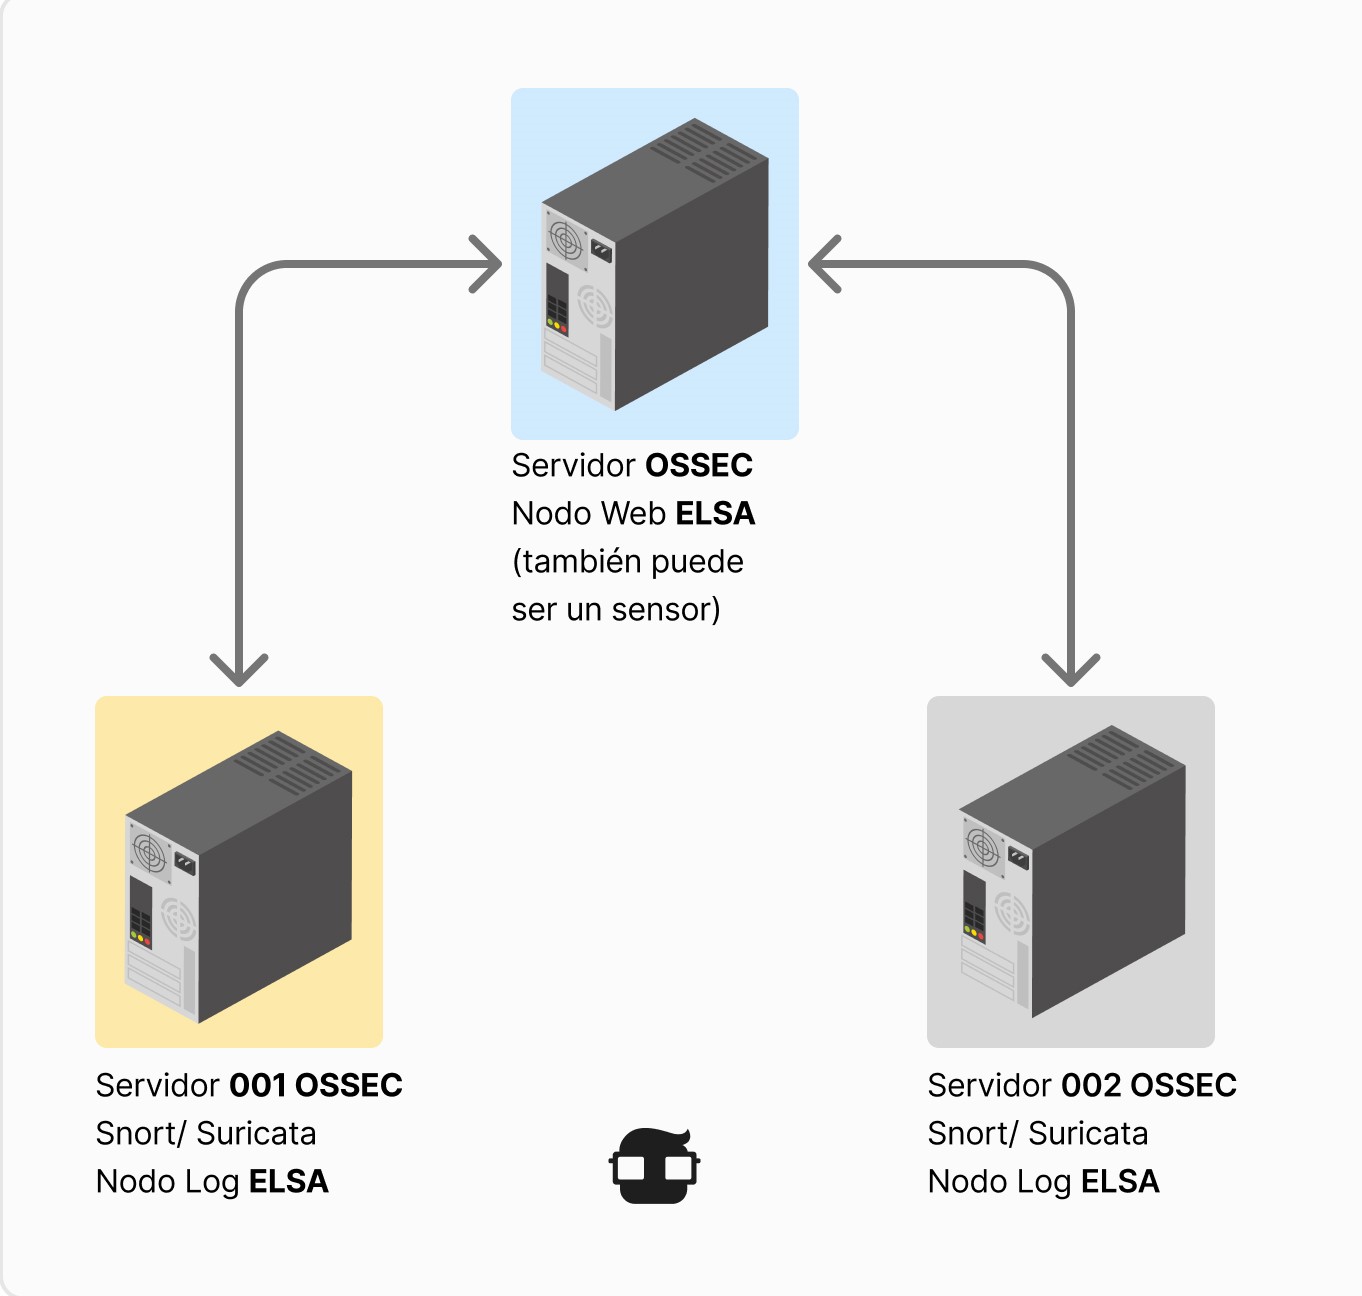 Servidor OSSEC
Nodo Web ELSA
(también puede
ser un sensor)
Servidor 001 OSSEC
Snort/ Suricata
Nodo Log ELSA
Servidor 002 OSSEC
Snort/ Suricata
Nodo Log ELSA